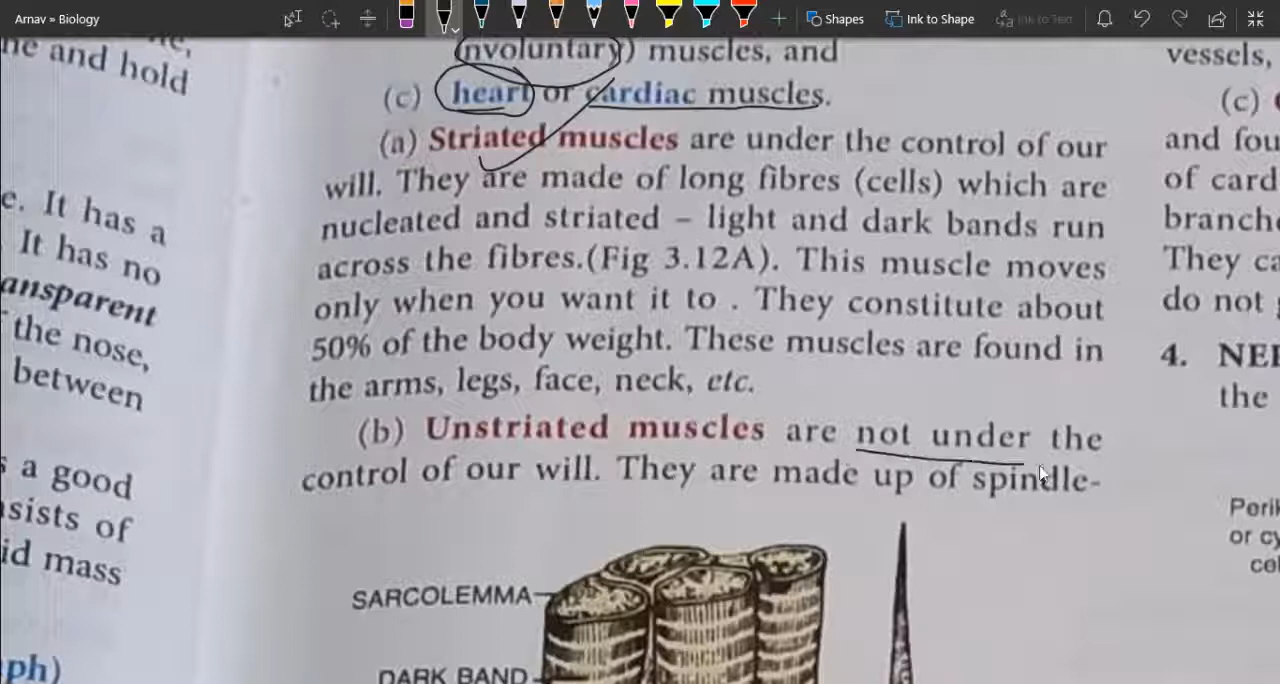 Arnav » Biology
Shapes
Ink to Shape
Ink to Text
ne and hold
e. It has a
It has no
ansparent
the nose,
between
s a good
sists of
id mass
ph)
nvoluntary) muscles, and
(c) heart or cardiac muscles.
(a) Striated muscles are under the control of our
will. They are made of long fibres (cells) which are
nucleated and striated – light and dark bands run
across the fibres.(Fig 3.12A). This muscle moves
only when you want it to . They constitute about
50% of the body weight. These muscles are found in
the arms, legs, face, neck, etc.
(b) Unstriated muscles are not under the
control of our will. They are made up of spindle-
SARCOLEMMA
DARK BAND
vessels,
(c)
and fou
of card
branche
They ca
do not
4. NER
the
Perik
or cy
cel